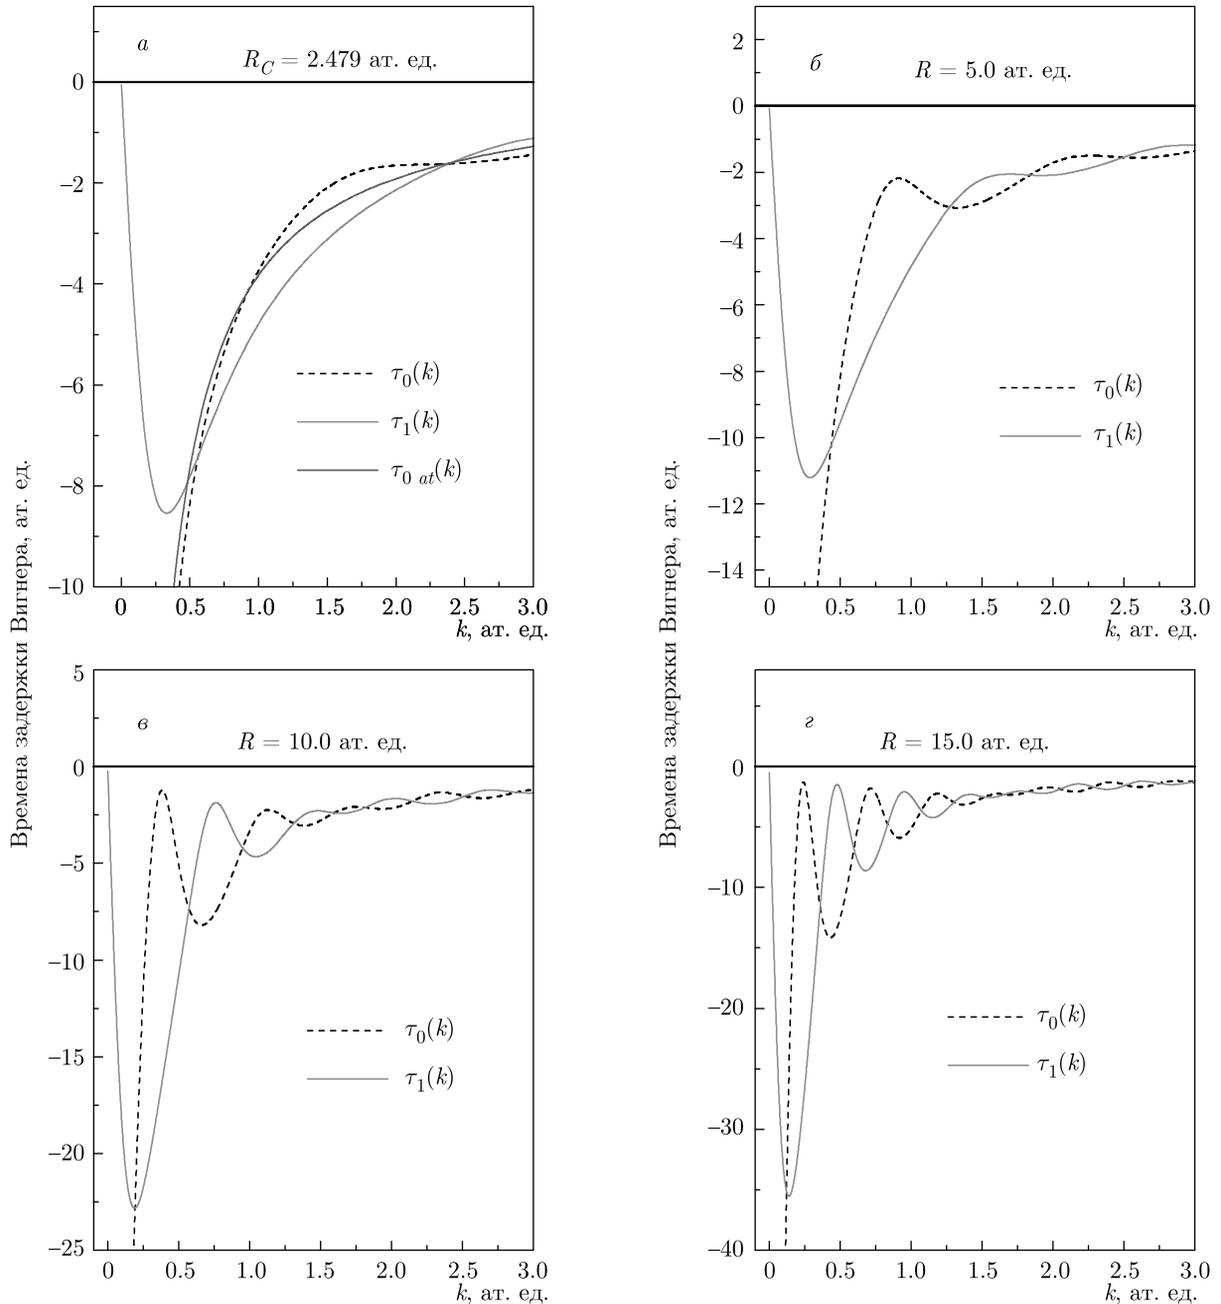 а
R_C = 2.479 ат. ед.
0
−2
−4
−6
−8
−10
τ_0(k)
τ_1(k)
τ_0 at(k)
0 0.5 1.0 1.5 2.0 2.5 3.0
k, ат. ед.
б
R = 5.0 ат. ед.
2
0
−2
−4
−6
−8
−10
−12
−14
τ_0(k)
τ_1(k)
0 0.5 1.0 1.5 2.0 2.5 3.0
k, ат. ед.
Времена задержки Вигнера, ат. ед.
Времена задержки Вигнера, ат. ед.
в
R = 10.0 ат. ед.
5
0
−5
−10
−15
−20
−25
τ_0(k)
τ_1(k)
0 0.5 1.0 1.5 2.0 2.5 3.0
k, ат. ед.
г
R = 15.0 ат. ед.
0
−10
−20
−30
−40
τ_0(k)
τ_1(k)
0 0.5 1.0 1.5 2.0 2.5 3.0
k, ат. ед.